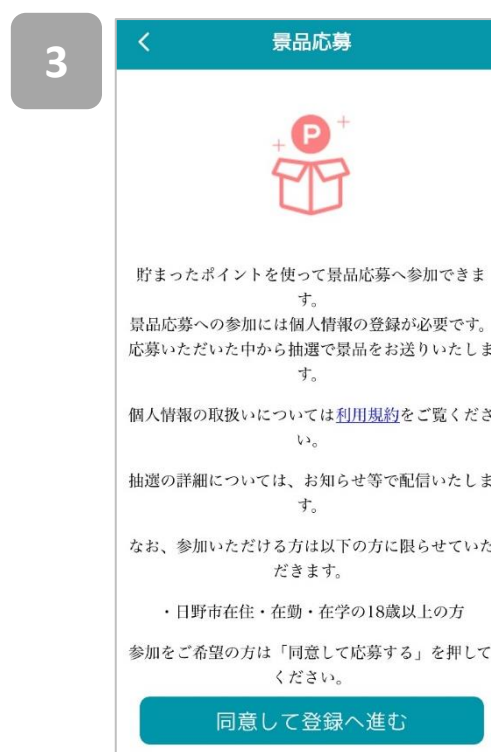 3
景品応募
P
貯まったポイントを使って景品応募へ参加できま
す。
景品応募への参加には個人情報の登録が必要です。
応募いただいた中から抽選で景品をお送りいたしま
す。
個人情報の取扱いについては利用規約をご覧くださ
い。
抽選の詳細については、お知らせ等で配信いたしま
す。
なお、参加いただける方は以下の方に限らせていた
だきます。
・日野市在住・在勤・在学の18歳以上の方
参加をご希望の方は「同意して応募する」を押して
ください。
同意して登録へ進む